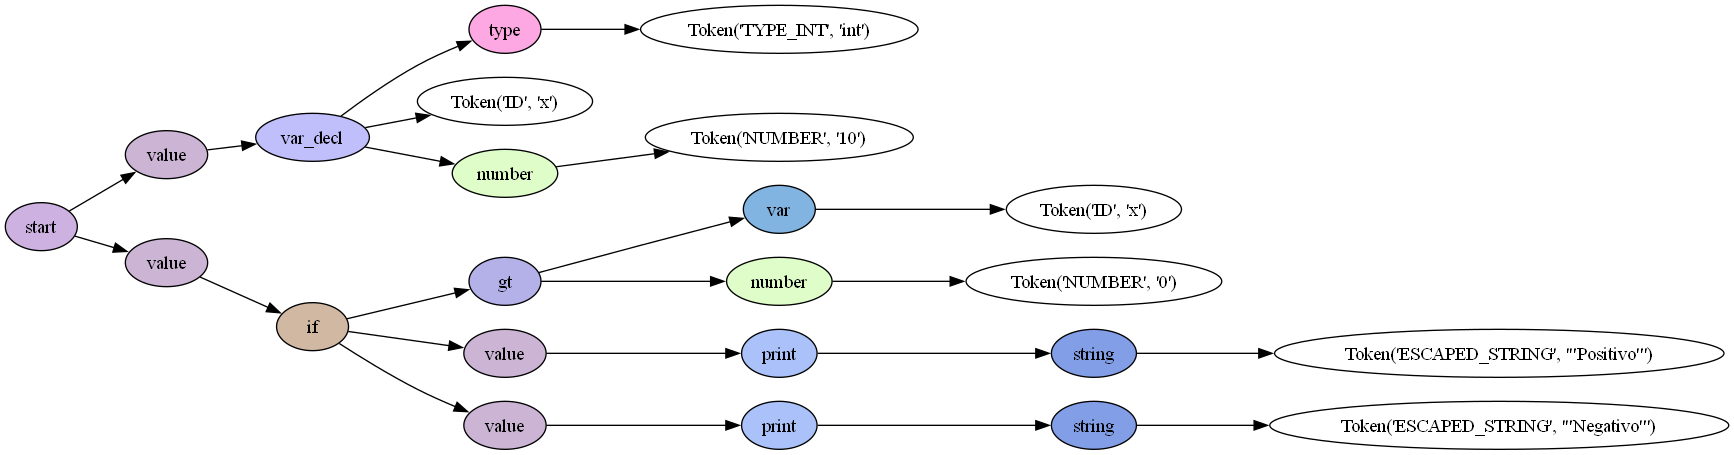 type
Token('TYPE_INT', 'int')
Token('ID', 'x')
value
var_decl
Token('NUMBER', '10')
number
start
var
Token('ID', 'x')
value
gt
number
Token('NUMBER', '0')
if
value
print
string
Token('ESCAPED_STRING', '"Positivo"')
value
print
string
Token('ESCAPED_STRING', '"Negativo"')